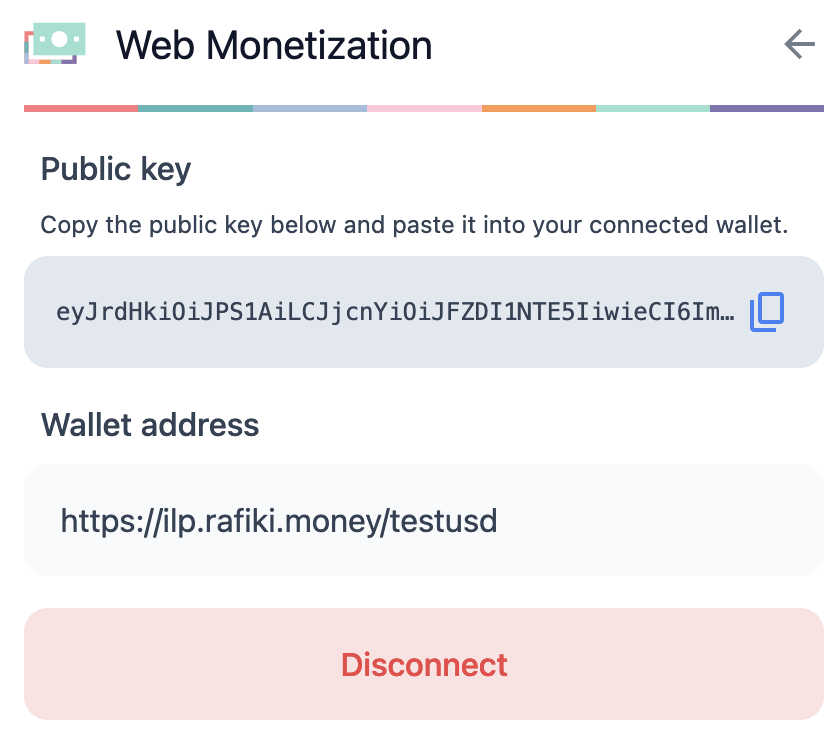 Web Monetization
Public key
Copy the public key below and paste it into your connected wallet.
eyJrdHkiOiJPS1AiLCJjcnYiOiJFZDI1NTE5IiwieCI6Im…
Wallet address
https://ilp.rafiki.money/testusd
Disconnect